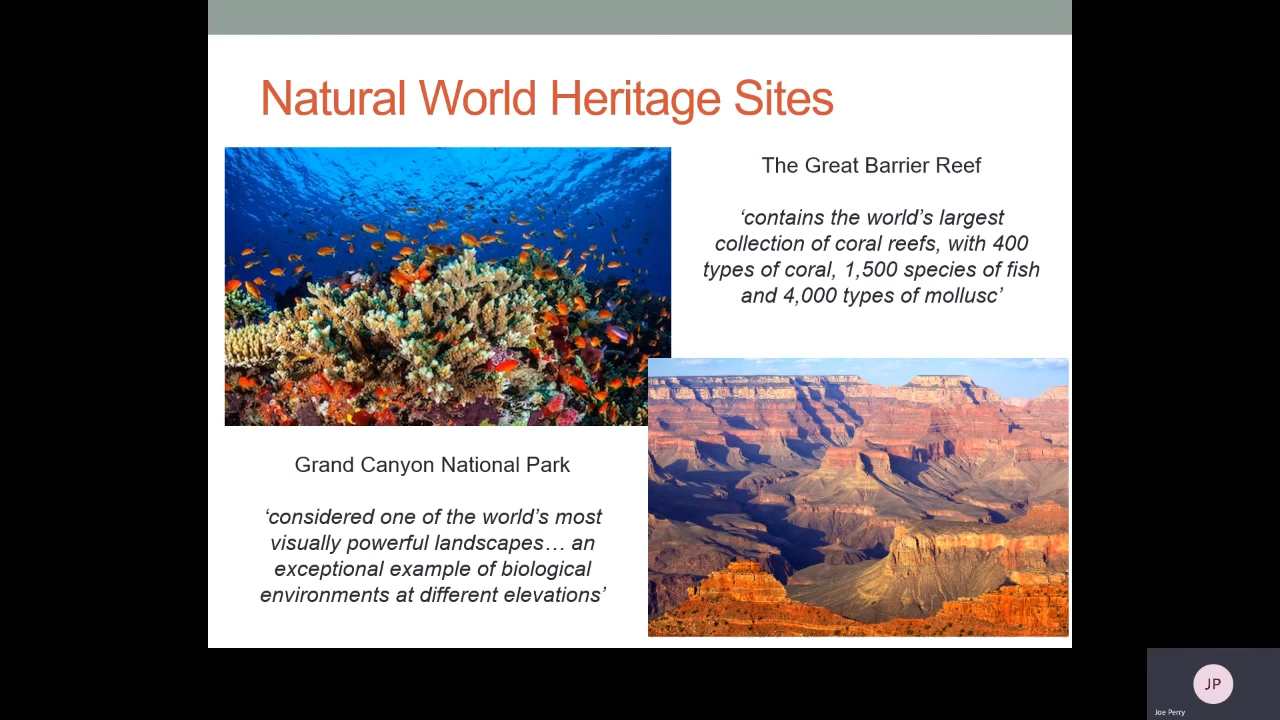 Natural World Heritage Sites
The Great Barrier Reef
‘contains the world’s largest
collection of coral reefs, with 400
types of coral, 1,500 species of fish
and 4,000 types of mollusc’
Grand Canyon National Park
‘considered one of the world’s most
visually powerful landscapes… an
exceptional example of biological
environments at different elevations’
JP
Joe Perry